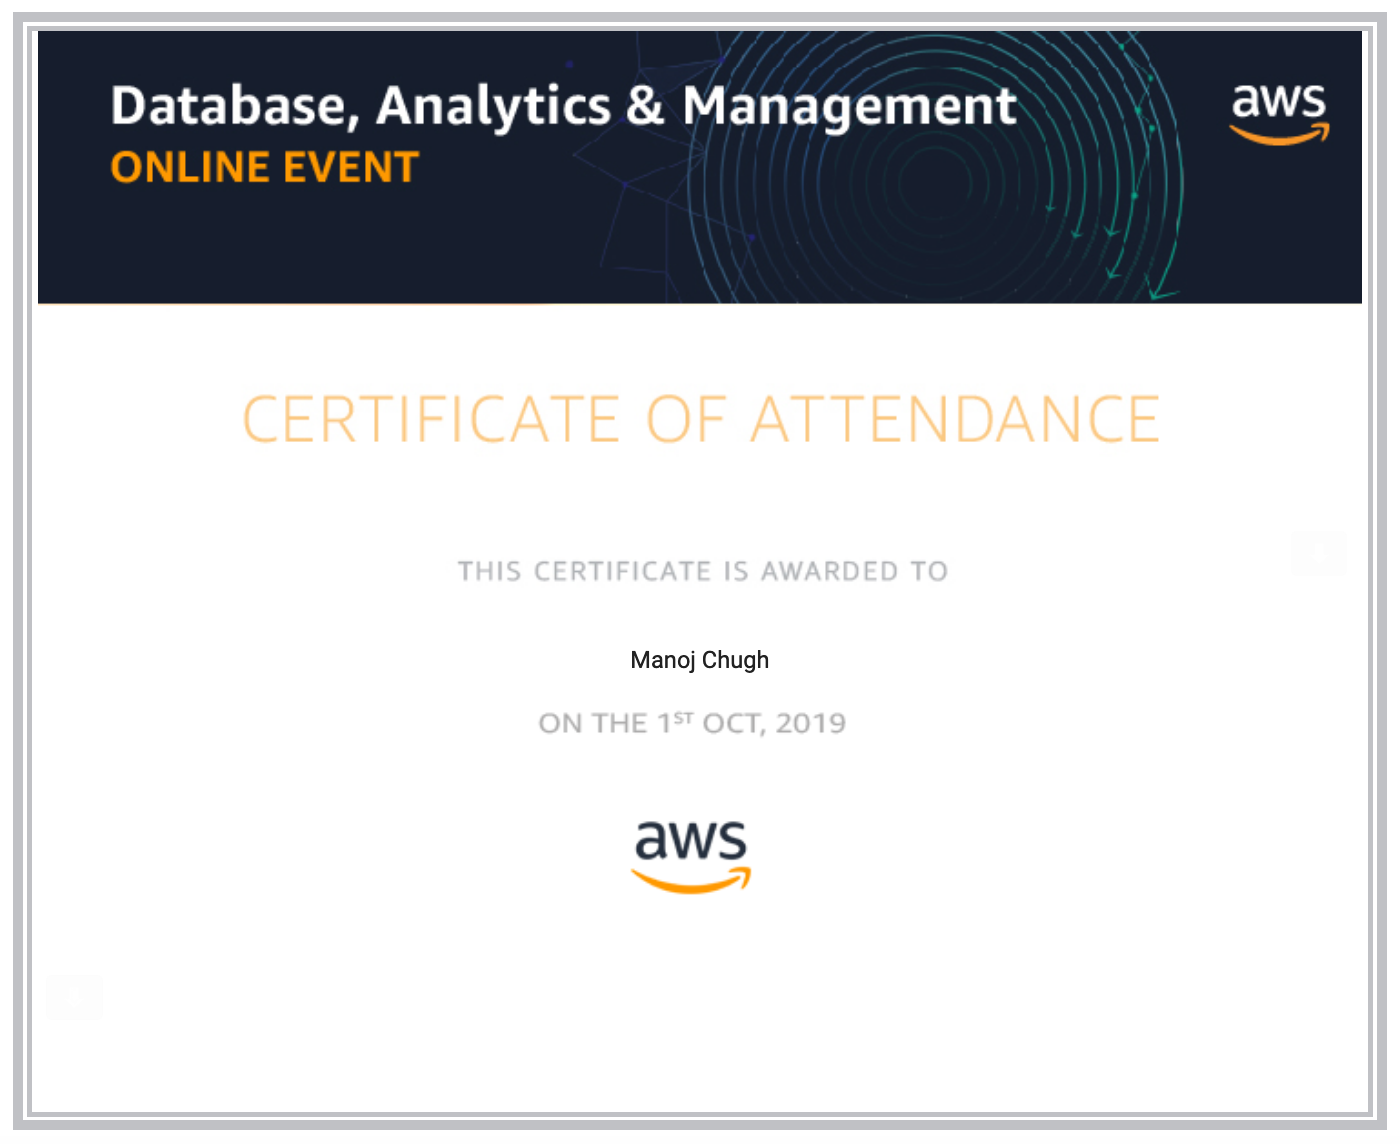 Database, Analytics & Management
aws
ONLINE EVENT
CERTIFICATE OF ATTENDANCE
THIS CERTIFICATE IS AWARDED TO
Manoj Chugh
ON THE 1ST OCT, 2019
aws